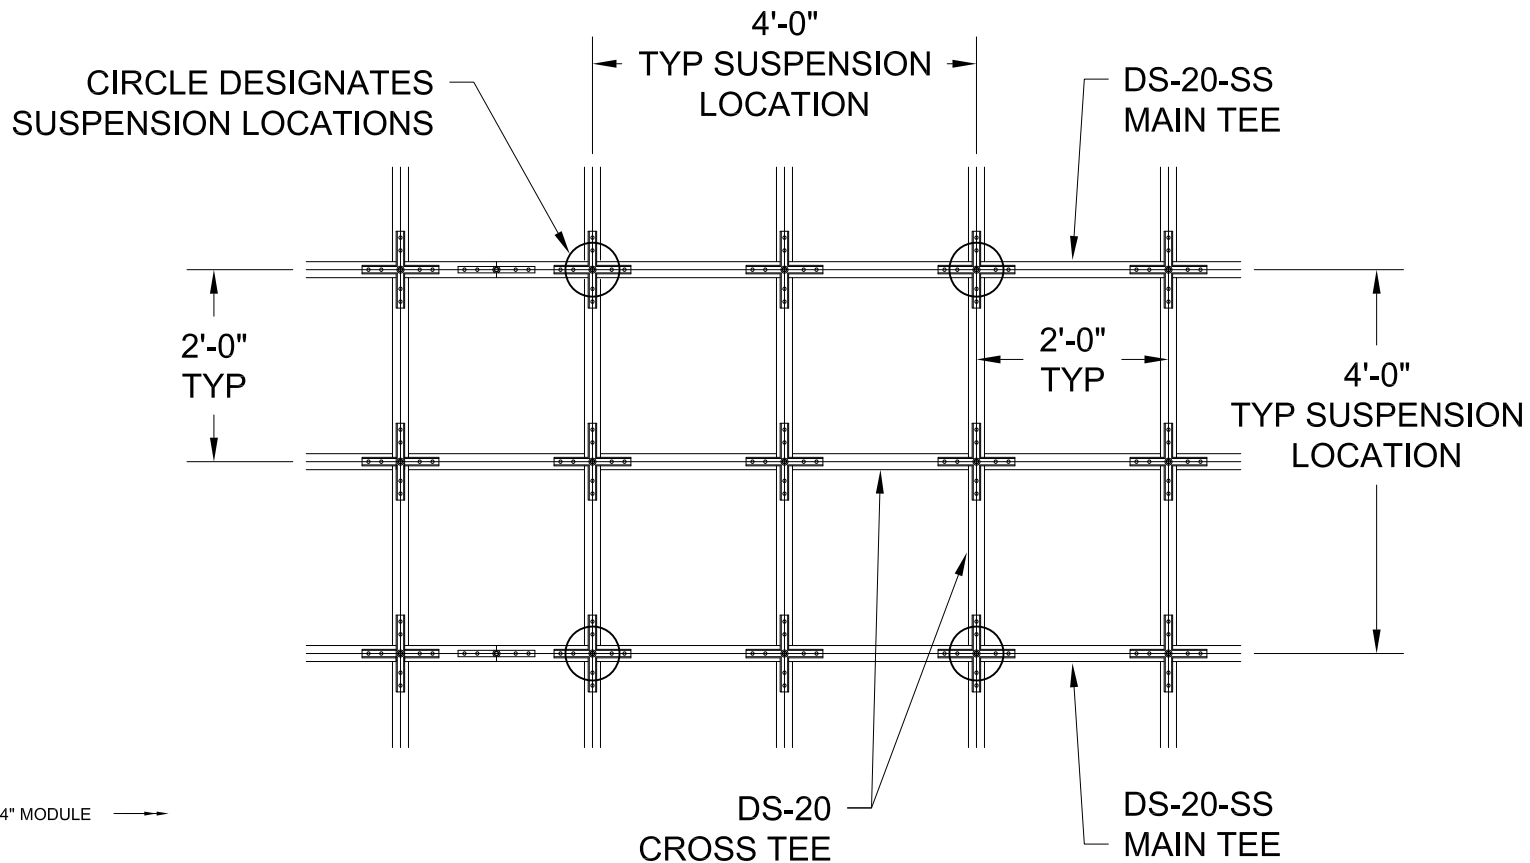 4'-0"
TYP SUSPENSION
LOCATION
CIRCLE DESIGNATES
SUSPENSION LOCATIONS
DS-20-SS
MAIN TEE
2'-0"
TYP
2'-0"
TYP
4'-0"
TYP SUSPENSION
LOCATION
4" MODULE
DS-20
CROSS TEE
DS-20-SS
MAIN TEE